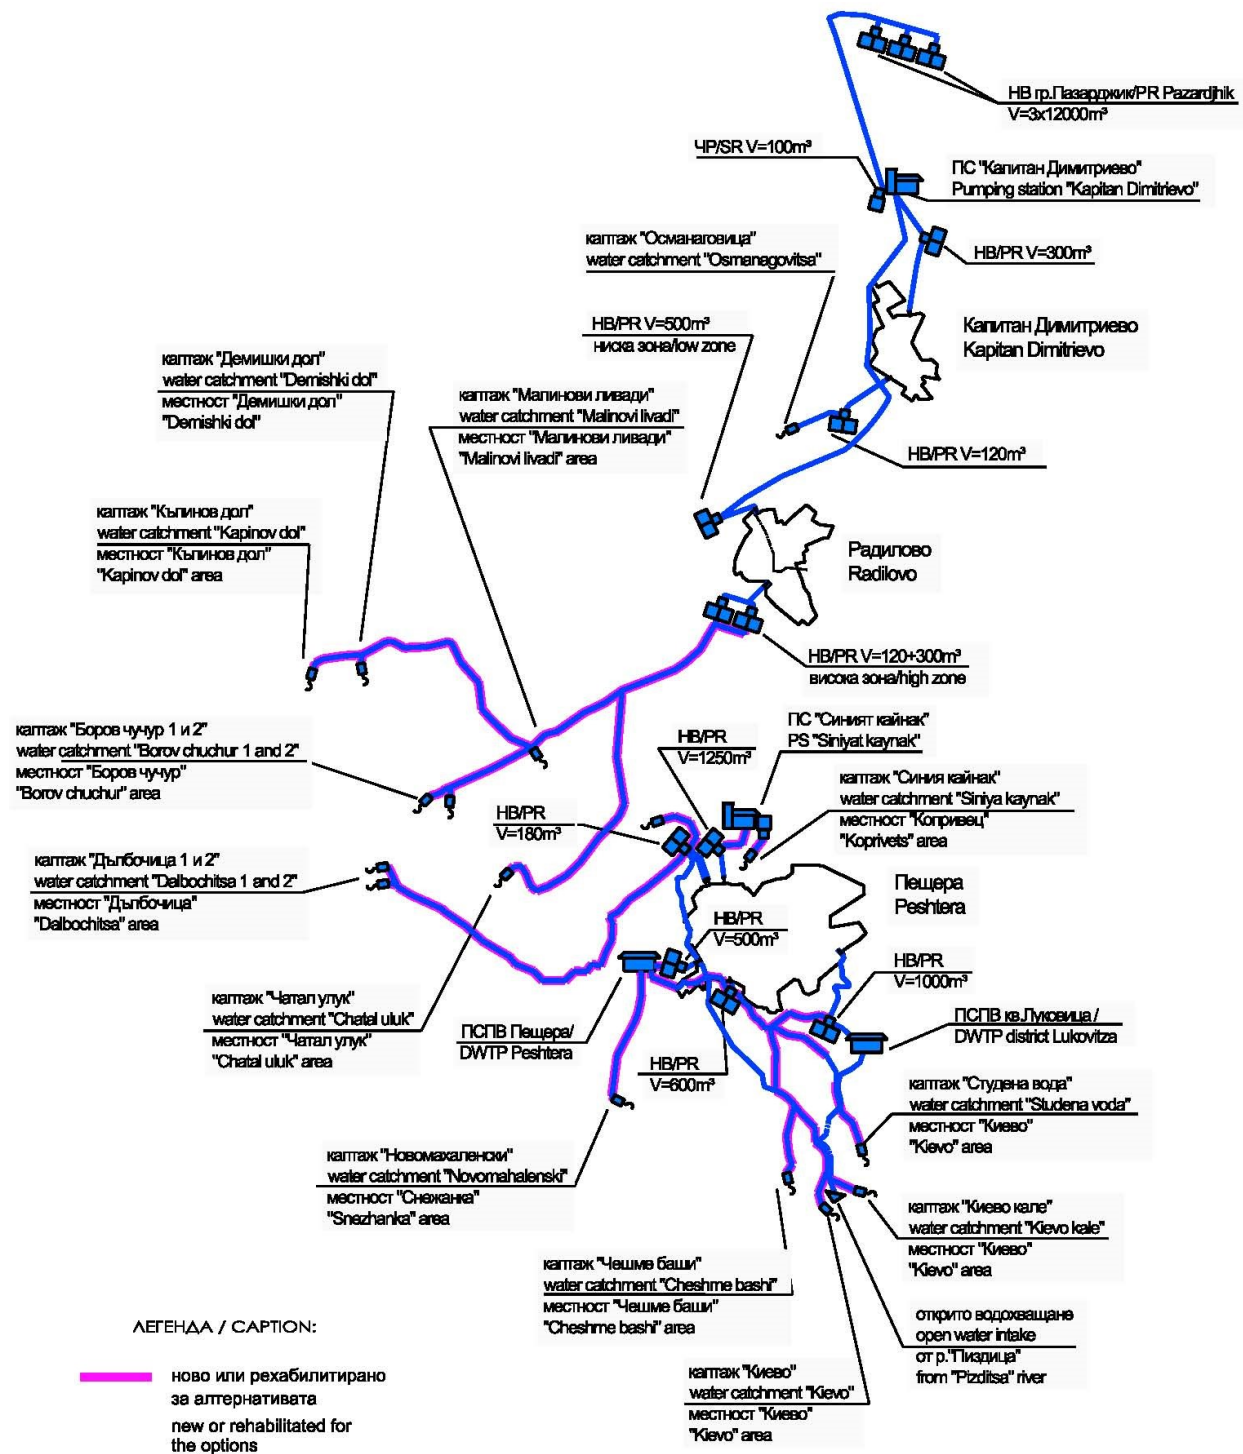 НВ гр.Пазарджик/PR Pazardjhik
V=3x12000m³
ЧР/SR V=100m³
ПС "Капитан Димитриево"
Pumping station "Kapitan Dimitrievo"
каптаж "Османаговица"
water catchment "Osmanagovitsa"
НВ/PR V=300m³
НВ/PR V=500m³
ниска зона/low zone
Капитан Димитриево
Kapitan Dimitrievo
каптаж "Демишки дол"
water catchment "Demishki dol"
местност "Демишки дол"
"Demishki dol"
каптаж "Малинови ливади"
water catchment "Malinovi livadi"
местност "Малинови ливади"
"Malinovi livadi" area
НВ/PR V=120m³
каптаж "Къпинов дол"
water catchment "Kapinov dol"
местност "Къпинов дол"
"Kapinov dol" area
Радилово
Radilovo
НВ/PR V=120+300m³
висока зона/high zone
каптаж "Боров чучур 1 и 2"
water catchment "Borov chuchur 1 and 2"
местност "Боров чучур"
"Borov chuchur" area
НВ/PR
V=1250m³
ПС "Синият кайнак"
PS "Siniyat kaynak"
каптаж "Синия кайнак"
water catchment "Siniya kaynak"
местност "Копривец"
"Koprivets" area
НВ/PR
V=180m³
каптаж "Дълбочица 1 и 2"
water catchment "Dalbochitsa 1 and 2"
местност "Дълбочица"
"Dalbochitsa" area
Пещера
Peshtera
НВ/PR
V=500m³
НВ/PR
V=1000m³
каптаж "Чатал улук"
water catchment "Chatal uluk"
местност "Чатал улук"
"Chatal uluk" area
ПСПВ Пещера/
DWTP Peshtera
ПСПВ кв.Луковица /
DWTP district Lukovitza
НВ/PR
V=600m³
каптаж "Студена вода"
water catchment "Studena voda"
местност "Киево"
"Kievo" area
каптаж "Новомахаленски"
water catchment "Novomahalenski"
местност "Снежанка"
"Snezhanka" area
каптаж "Киево кале"
water catchment "Kievo kale"
местност "Киево"
"Kievo" area
каптаж "Чешме баши"
water catchment "Cheshme bashi"
местност "Чешме баши"
"Cheshme bashi" area
открито водохващане
open water intake
от р."Пиздица"
from "Pizditsa" river
каптаж "Киево"
water catchment "Kievo"
местност "Киево"
"Kievo" area
ЛЕГЕНДА / CAPTION:
ново или рехабилитирано
за алтернативата
new or rehabilitated for
the options